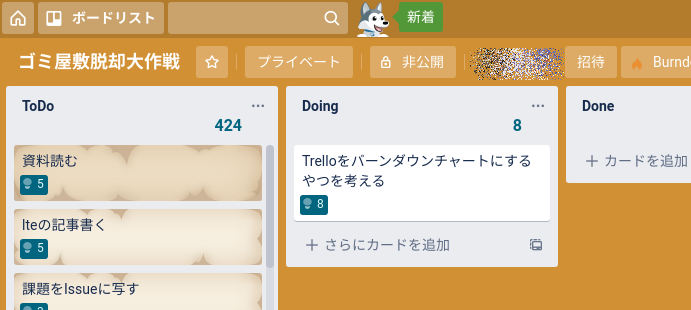 ボードリスト
新着
ゴミ屋敷脱却大作戦
プライベート
非公開
招待
Burndo
ToDo
Doing
Done
424
8
資料読む
5
Trelloをバーンダウンチャートにする
やつを考える
8
カードを追加
lteの記事書く
5
さらにカードを追加
課題をIssueに写す